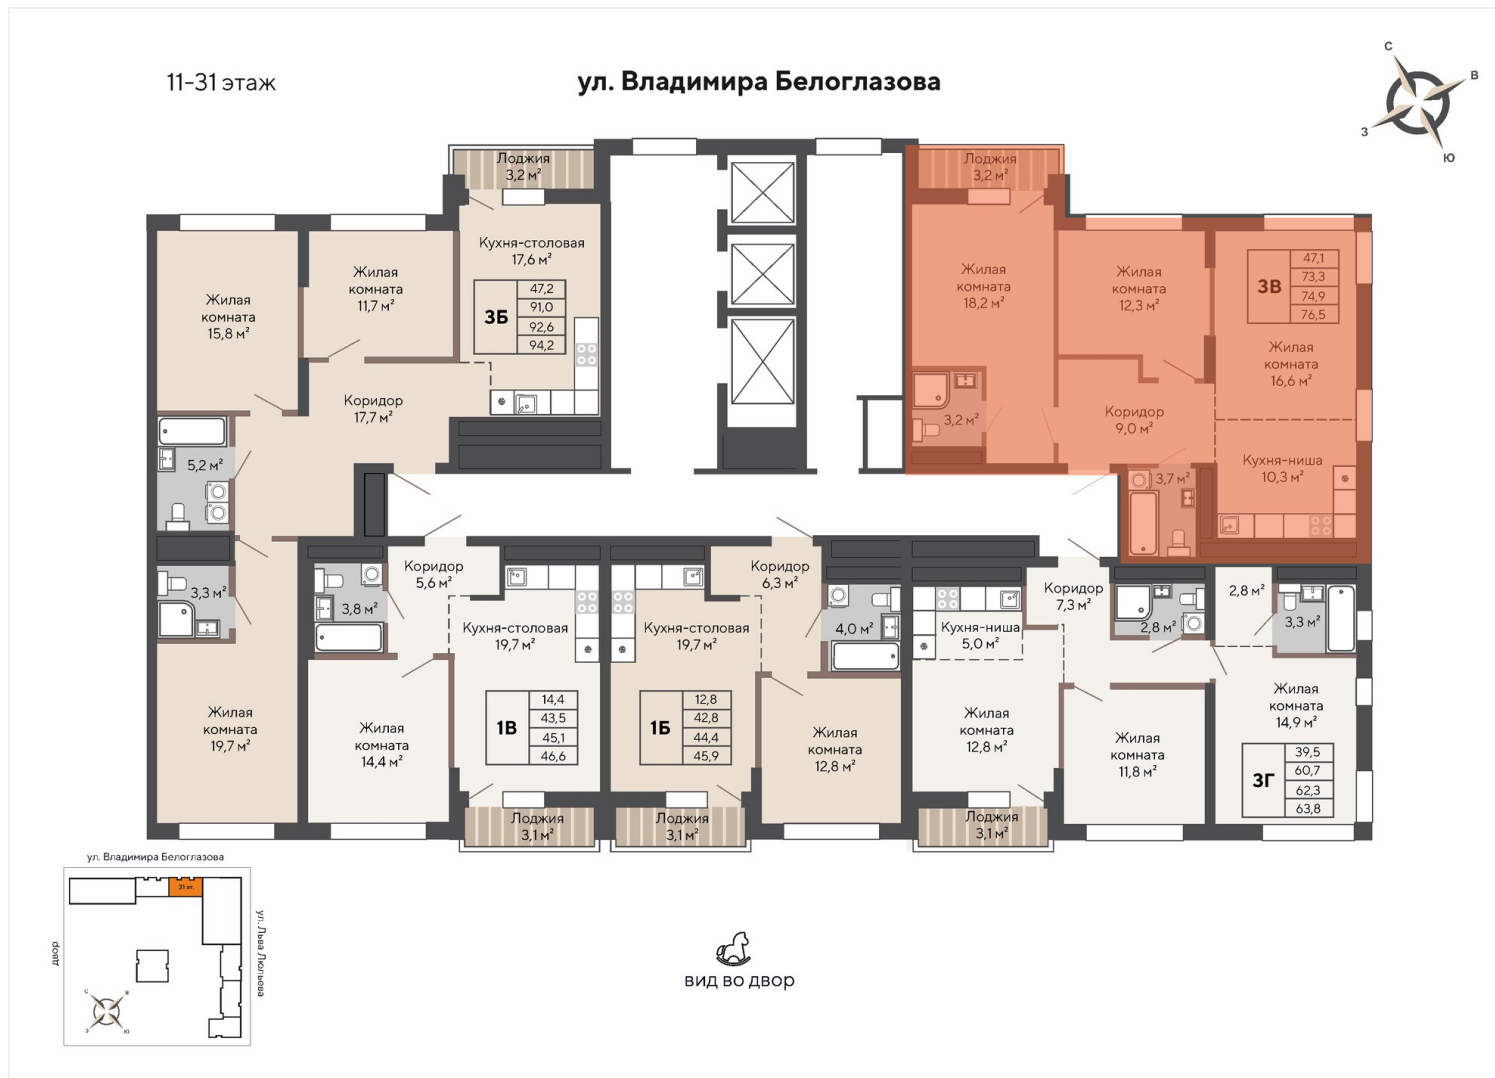 11-31 этаж
ул. Владимира Белоглазова
С
В
З
Ю
Лоджия
3,2 м²
Лоджия
3,2 м²
Кухня-столовая
17,6 м²
Жилая
комната
11,7 м²
Жилая
комната
15,8 м²
3Б
47,2
91,0
92,6
94,2
Коридор
17,7 м²
5,2 м²
Жилая
комната
18,2 м²
Жилая
комната
12,3 м²
3В
47,1
73,3
74,9
76,5
Жилая
комната
16,6 м²
3,2 м²
Коридор
9,0 м²
Кухня-ниша
10,3 м²
3,7 м²
3,3 м²
Жилая
комната
19,7 м²
3,8 м²
Коридор
5,6 м²
Кухня-столовая
19,7 м²
Жилая
комната
14,4 м²
1В
14,4
43,5
45,1
46,6
Лоджия
3,1 м²
Коридор
6,3 м²
Кухня-столовая
19,7 м²
4,0 м²
1Б
12,8
42,8
44,4
45,9
Жилая
комната
12,8 м²
Лоджия
3,1 м²
Кухня-ниша
5,0 м²
Коридор
7,3 м²
2,8 м²
2,8 м²
3,3 м²
Жилая
комната
12,8 м²
Жилая
комната
11,8 м²
Жилая
комната
14,9 м²
3Г
39,5
60,7
62,3
63,8
Лоджия
3,1 м²
ул. Владимира Белоглазова
31 эт.
двор
ул. Льва Люльева
С
В
З
Ю
вид во двор